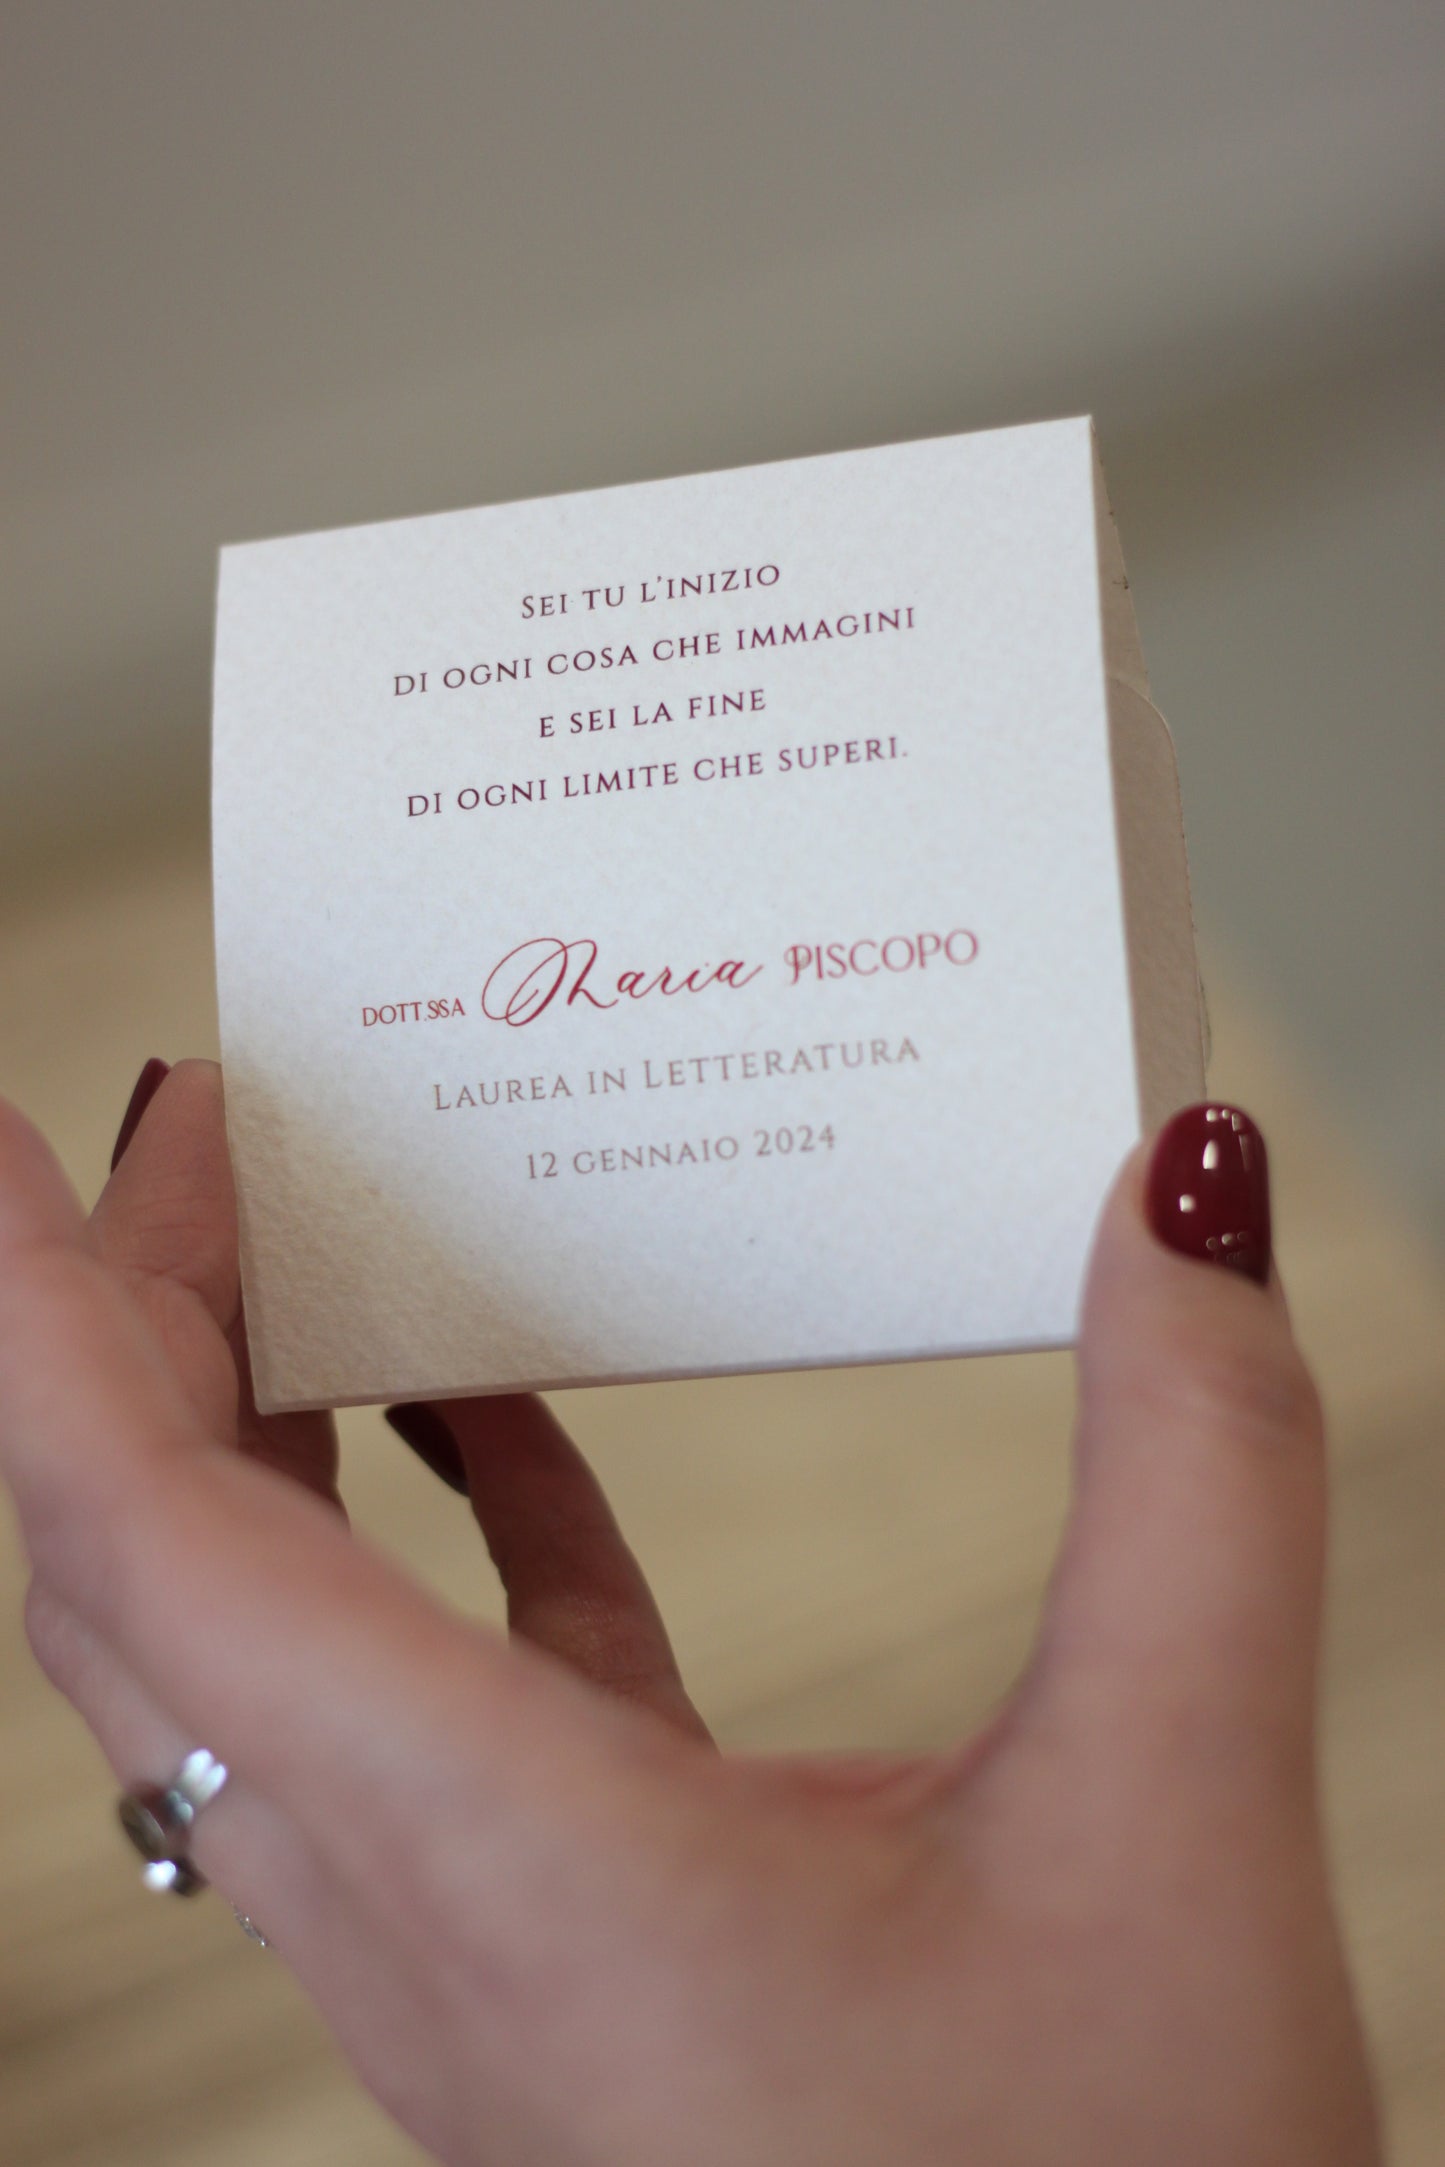 Sei tu l'inizio
di ogni cosa che immagini
e sei la fine
di ogni limite che superi.
DOTT.SSA Maria PISCOPO
Laurea in Letteratura
12 gennaio 2024